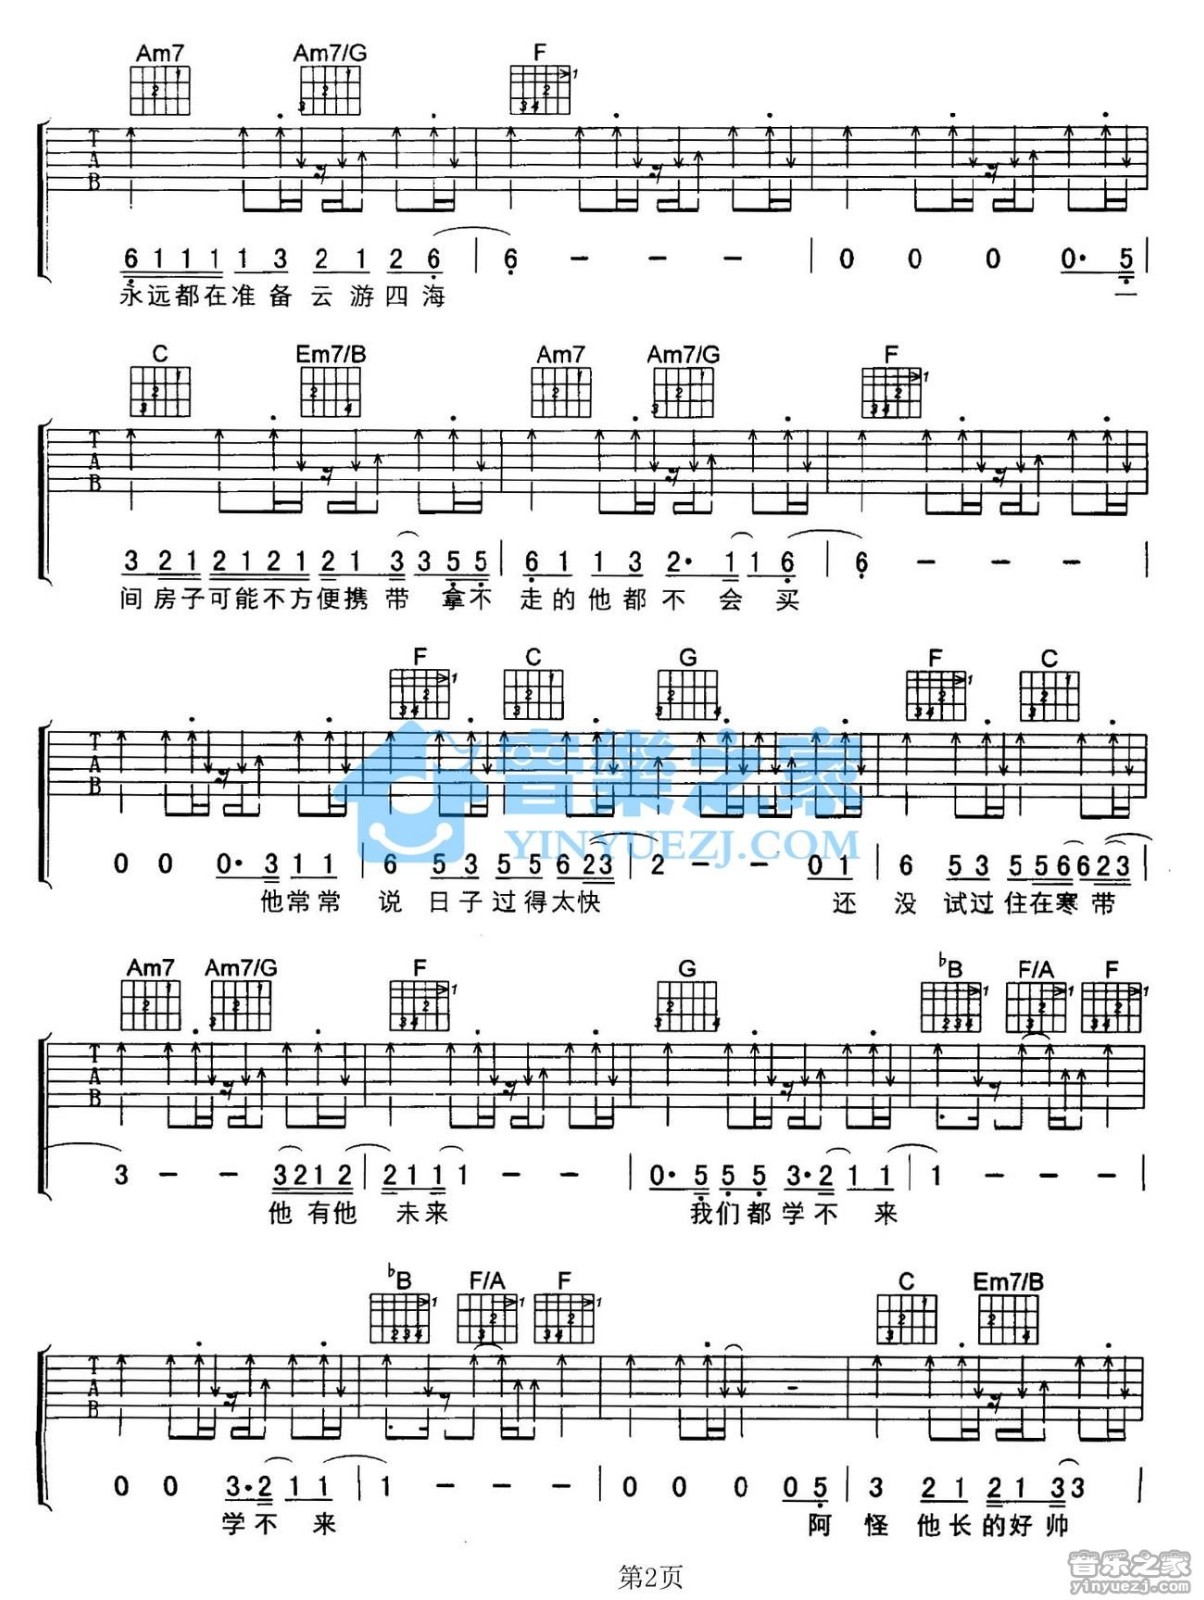 Am7 Am7/G F
T A B
6 1 1 1 1 3 2 1 2 6 | 6 - - - | 0 0 0 0· 5 |
永远都在准备云游四海 一
C Em7/B Am7 Am7/G F
T A B
3 2 1 2 1 2 1 2 1 3 3 5 5 | 6 1 1 3 2· 1 1 6 | 6 - - - |
间房子可能不方便携带 拿不走的他都不会买
F C G F C
T A B
0 0 0· 3 1 1 | 6 5 3 5 5 6 2 3 | 2 - - 0 1 | 6 5 3 5 5 6 6 2 3 |
他常常说日子过得太快 还没试过住在寒带
音樂之家
YINYUEZJ.COM
Am7 Am7/G F G ♭B F/A F
T A B
3 - - 3 2 1 2 | 2 1 1 1 - - | 0· 5 5 5 3· 2 1 1 | 1 - - - |
他有他未来 我们都学不来
♭B F/A F C Em7/B
T A B
0 0 3· 2 1 1 | 1 - - - | 0 0 0 0 5 | 3 2 1 2 1 3 3 |
学不来 阿怪他长的好帅
第2页
音乐之家
yinyuezj.com